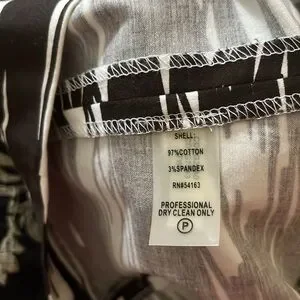 SHELL:
97%COTTON
3%SPANDEX
RN#54163
PROFESSIONAL
DRY CLEAN ONLY
P